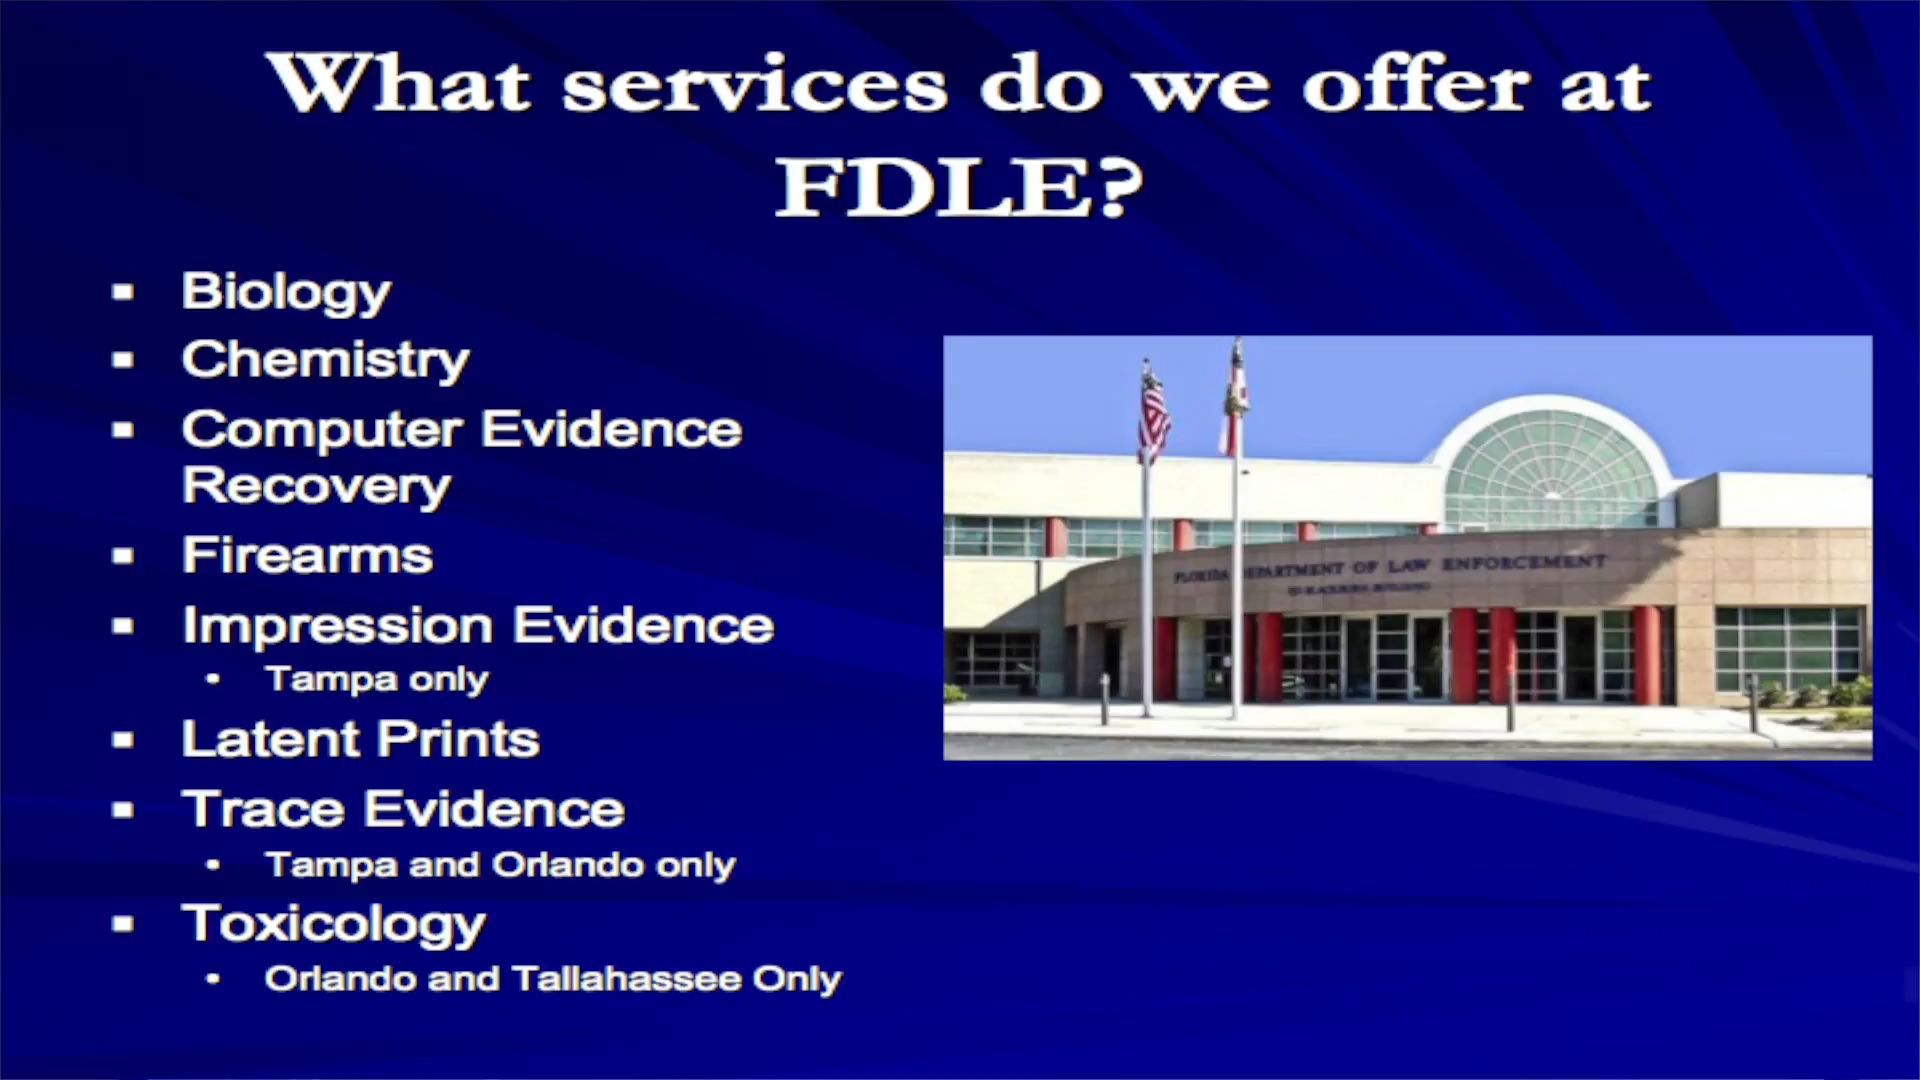 What services do we offer at
FDLE?
▪ Biology
▪ Chemistry
▪ Computer Evidence
Recovery
▪ Firearms
▪ Impression Evidence
• Tampa only
▪ Latent Prints
▪ Trace Evidence
• Tampa and Orlando only
▪ Toxicology
• Orlando and Tallahassee Only
FLORIDA DEPARTMENT OF LAW ENFORCEMENT